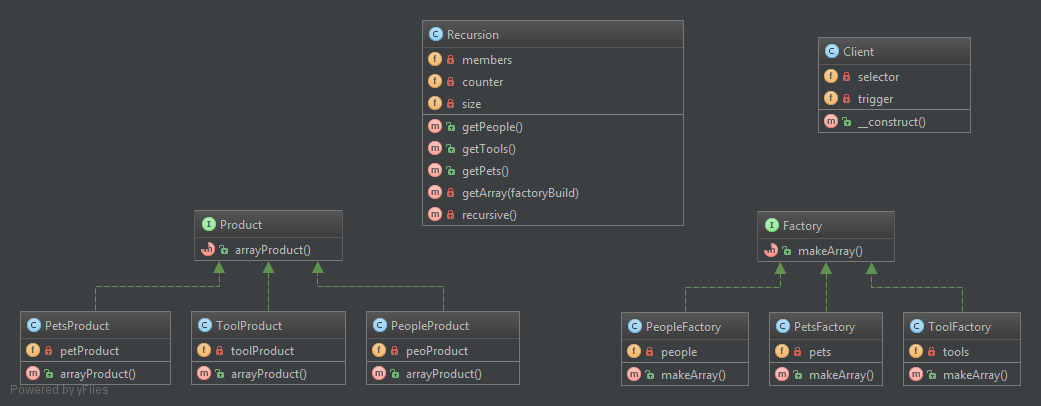 C Recursion
f members
f counter
f size
m getPeople()
m getTools()
m getPets()
m getArray(factoryBuild)
m recursive()
C Client
f selector
f trigger
m __construct()
I Product
m arrayProduct()
I Factory
m makeArray()
C PetsProduct
f petProduct
m arrayProduct()
C ToolProduct
f toolProduct
m arrayProduct()
C PeopleProduct
f peoProduct
m arrayProduct()
C PeopleFactory
f people
m makeArray()
C PetsFactory
f pets
m makeArray()
C ToolFactory
f tools
m makeArray()
Powered by yFiles